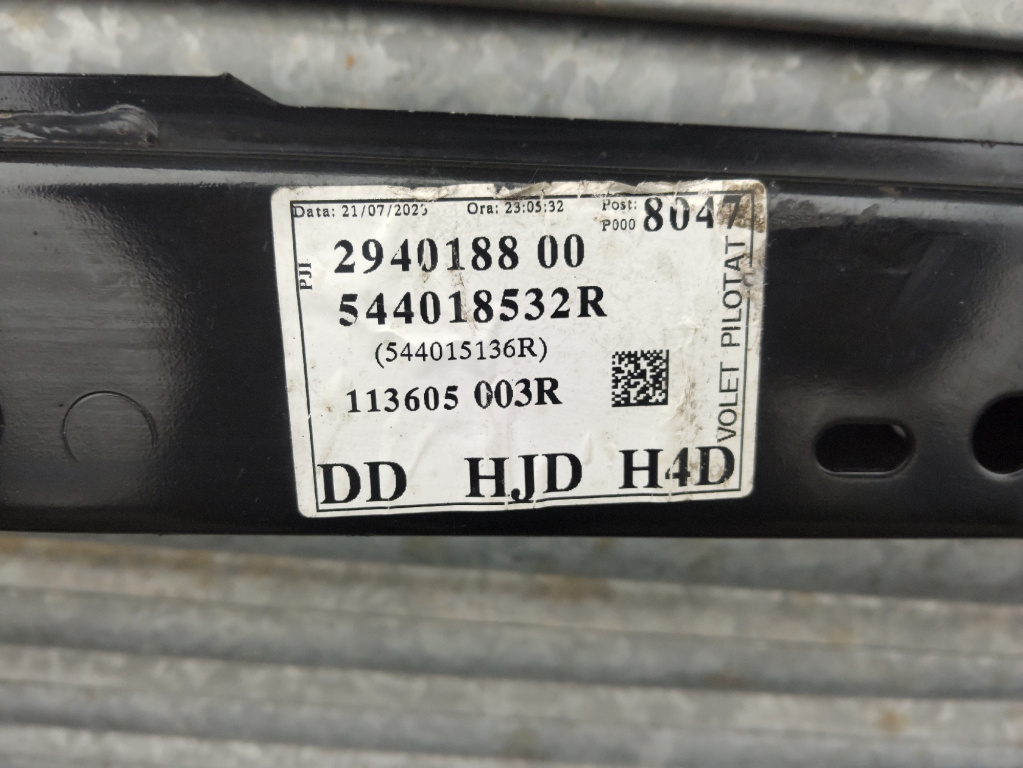 Data: 21/07/2023 Ora: 23:05:32 Post: 8047
P000
PJI
2940188 00
544018532R
(544015136R)
113605 003R
VOLET PILOTAT
DD HJD H4D